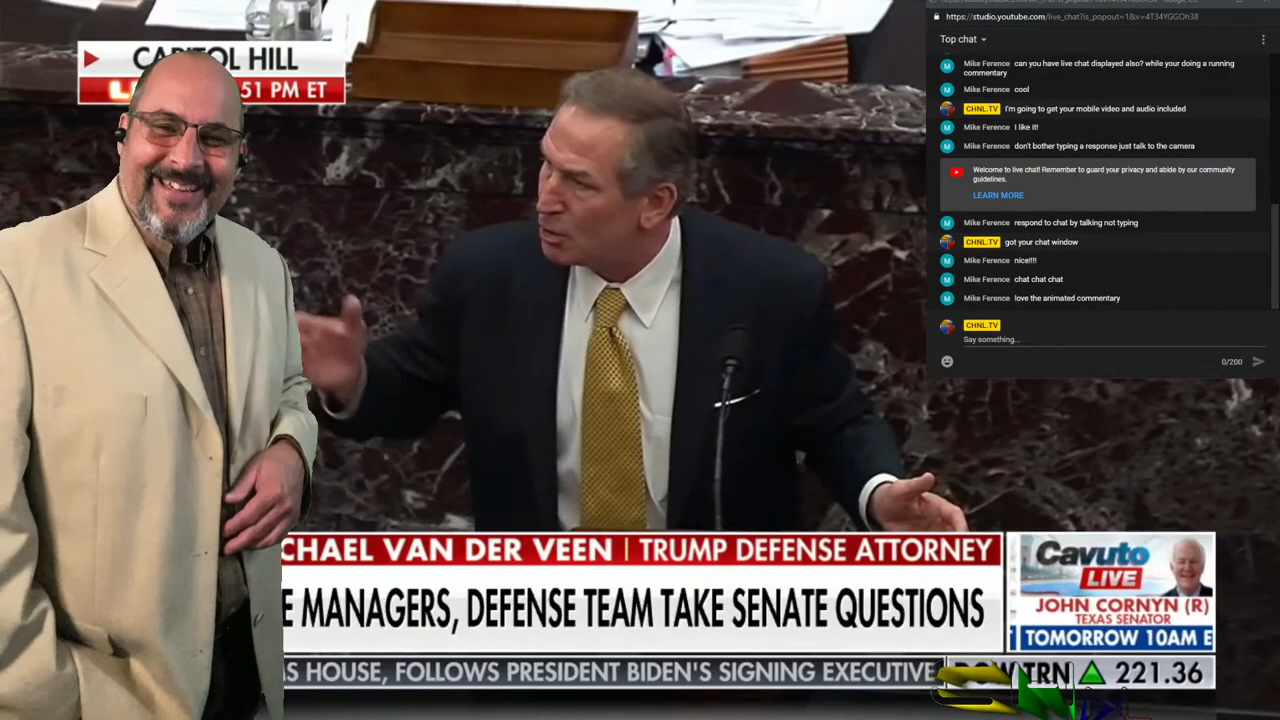 https://studio.youtube.com/live_chat?is_popout=1&v=4T34YGGOh38
Top chat
M Mike Ference can you have live chat displayed also? while your doing a running
commentary
M Mike Ference cool
CHNL.TV I'm going to get your mobile video and audio included
M Mike Ference I like it!
M Mike Ference don't bother typing a response just talk to the camera
Welcome to live chat! Remember to guard your privacy and abide by our community
guidelines.
LEARN MORE
M Mike Ference respond to chat by talking not typing
CHNL.TV got your chat window
M Mike Ference nice!!!!
M Mike Ference chat chat chat
M Mike Ference love the animated commentary
CHNL.TV
Say something...
0/200
CAPITOL HILL
51 PM ET
CHAEL VAN DER VEEN | TRUMP DEFENSE ATTORNEY
E MANAGERS, DEFENSE TEAM TAKE SENATE QUESTIONS
Cavuto
LIVE
JOHN CORNYN (R)
TEXAS SENATOR
TOMORROW 10AM E
AS HOUSE, FOLLOWS PRESIDENT BIDEN'S SIGNING EXECUTIVE
TRN ▲ 221.36